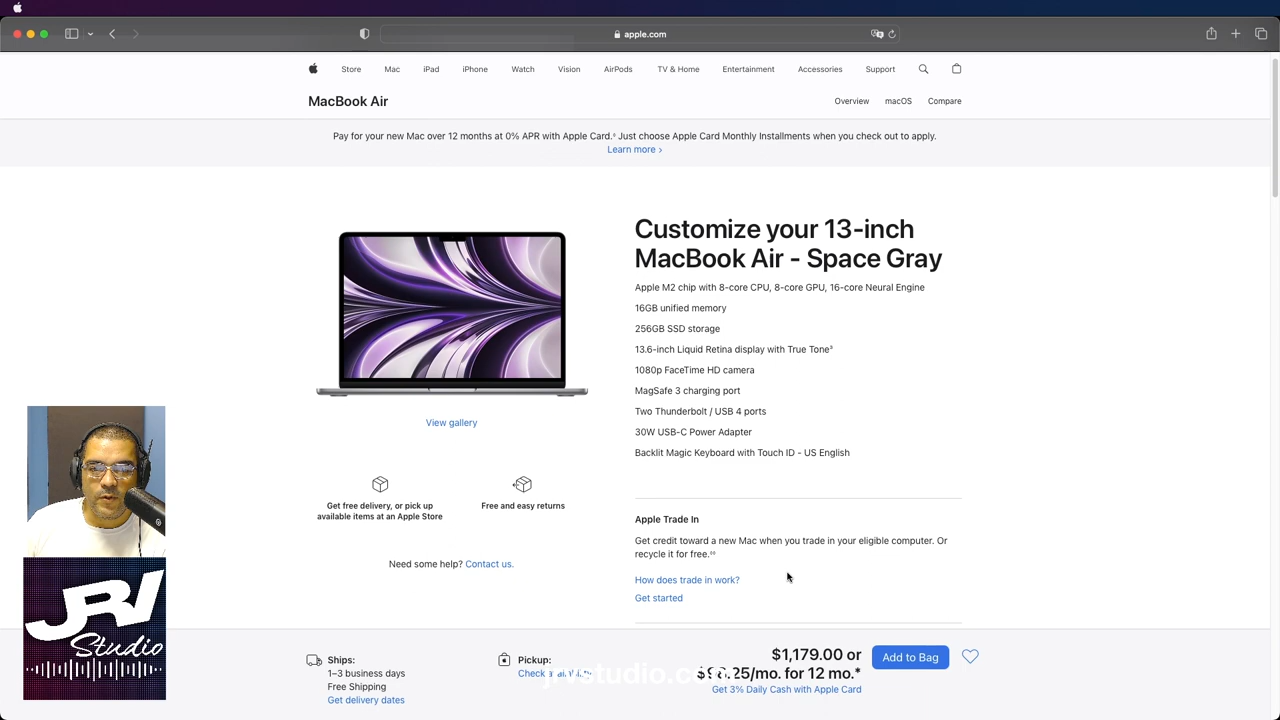 apple.com
Store Mac iPad iPhone Watch Vision AirPods TV & Home Entertainment Accessories Support
MacBook Air
Overview macOS Compare
Pay for your new Mac over 12 months at 0% APR with Apple Card.◊ Just choose Apple Card Monthly Installments when you check out to apply.
Learn more >
Customize your 13-inch
MacBook Air - Space Gray
Apple M2 chip with 8-core CPU, 8-core GPU, 16-core Neural Engine
16GB unified memory
256GB SSD storage
13.6-inch Liquid Retina display with True Tone³
1080p FaceTime HD camera
MagSafe 3 charging port
Two Thunderbolt / USB 4 ports
30W USB-C Power Adapter
Backlit Magic Keyboard with Touch ID - US English
View gallery
Get free delivery, or pick up
available items at an Apple Store
Free and easy returns
Need some help? Contact us.
Apple Trade In
Get credit toward a new Mac when you trade in your eligible computer. Or
recycle it for free.◊◊
How does trade in work?
Get started
JRV
Studio
Ships:
1–3 business days
Free Shipping
Get delivery dates
Pickup:
Check
$1,179.00 or
/mo. for 12 mo.*
Get 3% Daily Cash with Apple Card
Add to Bag